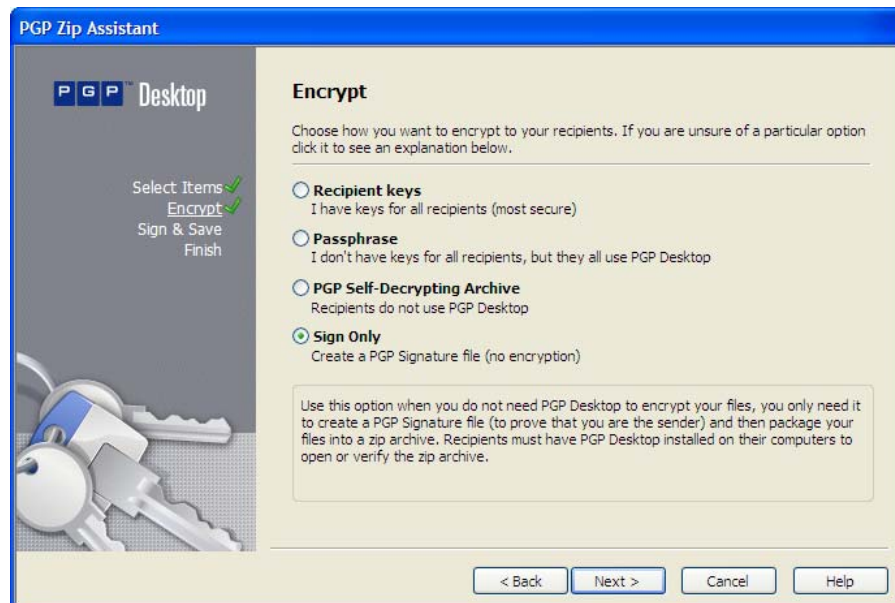 PGP Zip Assistant
PGP™ Desktop
Select Items
Encrypt
Sign & Save
Finish
Encrypt
Choose how you want to encrypt to your recipients. If you are unsure of a particular option
click it to see an explanation below.
Recipient keys
I have keys for all recipients (most secure)
Passphrase
I don't have keys for all recipients, but they all use PGP Desktop
PGP Self-Decrypting Archive
Recipients do not use PGP Desktop
Sign Only
Create a PGP Signature file (no encryption)
Use this option when you do not need PGP Desktop to encrypt your files, you only need it
to create a PGP Signature file (to prove that you are the sender) and then package your
files into a zip archive. Recipients must have PGP Desktop installed on their computers to
open or verify the zip archive.
< Back Next > Cancel Help